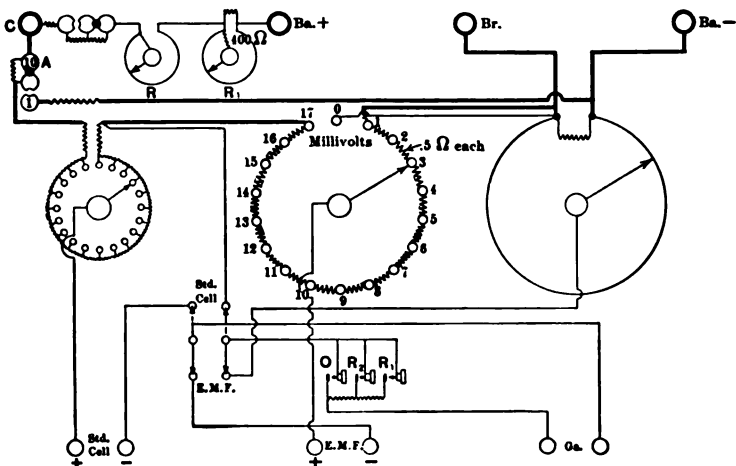 C
Ba.+
Br.
Ba.–
400 Ω
10 A
R
R1
1
17
0
1
Millivolts
2
.5 Ω each
3
4
5
6
7
8
9
10
11
12
13
14
15
16
Std.
Cell
E.M.F.
O R2 R1
Std.
Cell
+ –
+ E.M.F. –
Ga.